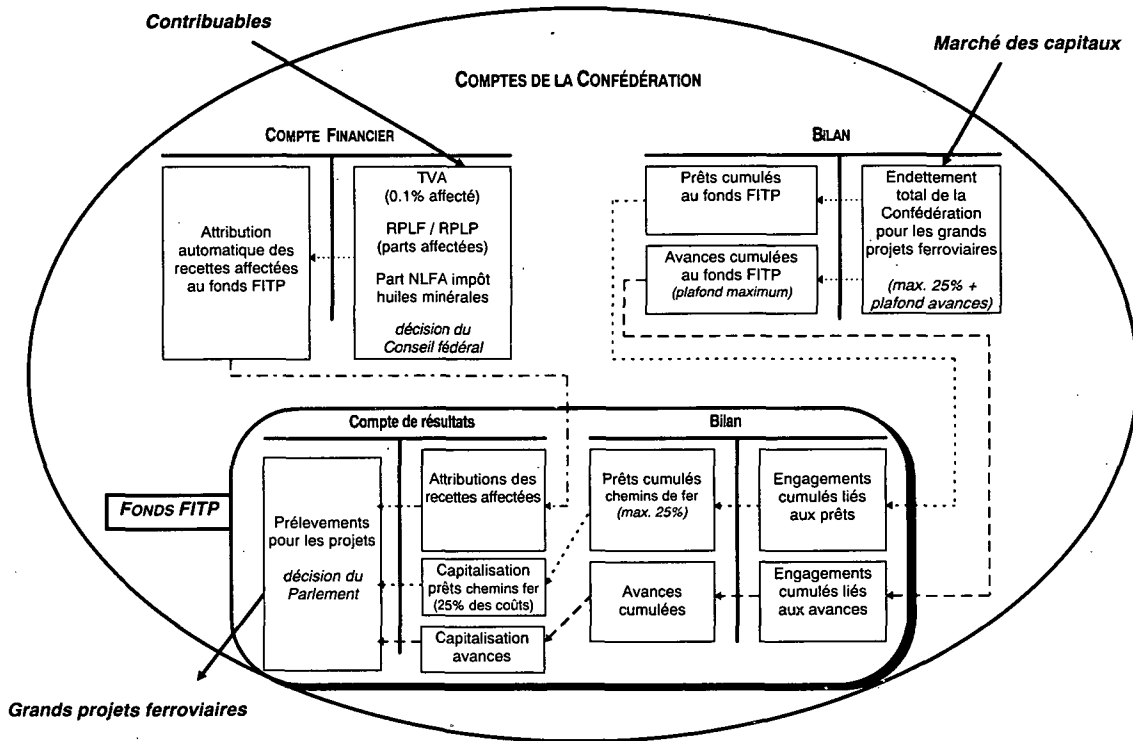 Contribuables
Marché des capitaux
COMPTES DE LA CONFÉDÉRATION
COMPTE FINANCIER
Attribution
automatique des
recettes affectées
au fonds FITP
TVA
(0.1% affecté)
RPLF / RPLP
(parts affectées)
Part NLFA impôt
huiles minérales
décision du
Conseil fédéral
BILAN
Prêts cumulés
au fonds FITP
Avances cumulées
au fonds FITP
(plafond maximum)
Endettement
total de la
Confédération
pour les grands
projets ferroviaires
(max. 25% +
plafond avances)
FONDS FITP
Compte de résultats
Prélevements
pour les projets
décision du
Parlement
Attributions des
recettes affectées
Capitalisation
prêts chemins fer
(25% des coûts)
Capitalisation
avances
Bilan
Prêts cumulés
chemins de fer
(max. 25%)
Avances
cumulées
Engagements
cumulés liés
aux prêts
Engagements
cumulés liés
aux avances
Grands projets ferroviaires